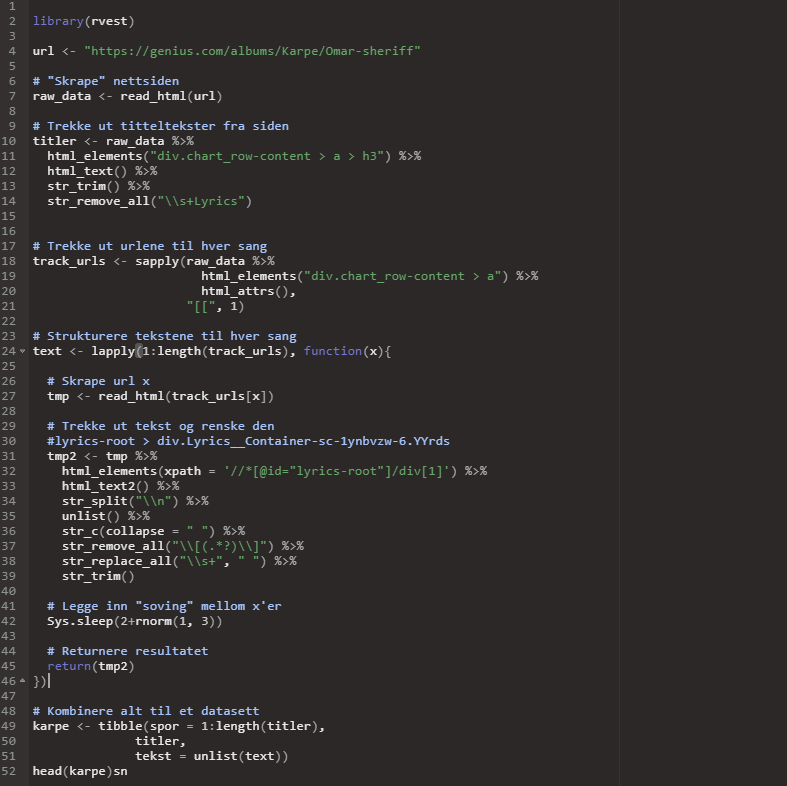 1
2 library(rvest)
3
4 url <- "https://genius.com/albums/Karpe/Omar-sheriff"
5
6 # "Skrape" nettsiden
7 raw_data <- read_html(url)
8
9 # Trekke ut titteltekster fra siden
10 titler <- raw_data %>%
11   html_elements("div.chart_row-content > a > h3") %>%
12   html_text() %>%
13   str_trim() %>%
14   str_remove_all("\\s+Lyrics")
15
16
17 # Trekke ut urlene til hver sang
18 track_urls <- sapply(raw_data %>%
19                        html_elements("div.chart_row-content > a") %>%
20                        html_attrs(),
21                      "[[", 1)
22
23 # Strukturere tekstene til hver sang
24 text <- lapply(1:length(track_urls), function(x){
25
26   # Skrape url x
27   tmp <- read_html(track_urls[x])
28
29   # Trekke ut tekst og renske den
30   #lyrics-root > div.Lyrics__Container-sc-1ynbvzw-6.YYrds
31   tmp2 <- tmp %>%
32     html_elements(xpath = '//*[@id="lyrics-root"]/div[1]') %>%
33     html_text2() %>%
34     str_split("\\n") %>%
35     unlist() %>%
36     str_c(collapse = " ") %>%
37     str_remove_all("\\[(.*?)\\]") %>%
38     str_replace_all("\\s+", " ") %>%
39     str_trim()
40
41   # Legge inn "soving" mellom x'er
42   Sys.sleep(2+rnorm(1, 3))
43
44   # Returnere resultatet
45   return(tmp2)
46 })
47
48 # Kombinere alt til et datasett
49 karpe <- tibble(spor = 1:length(titler),
50               titler,
51               tekst = unlist(text))
52 head(karpe)sn